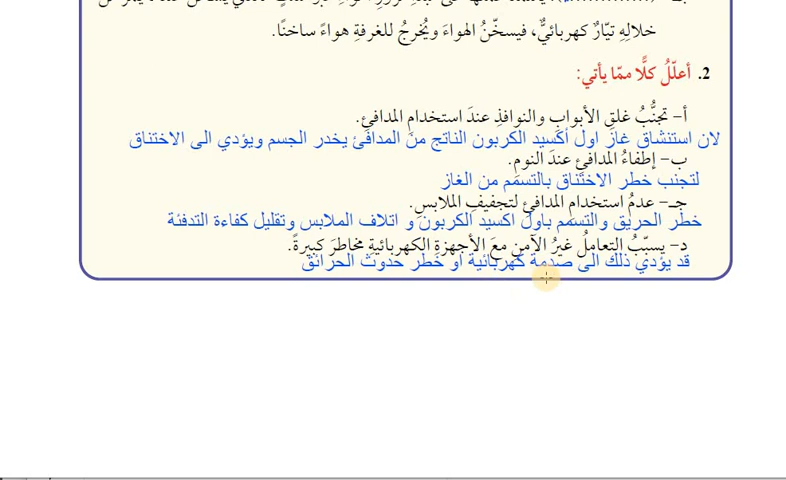 خلالِهِ تيّارٌ كهربائيٌّ، فيسخّنُ الهواءَ ويُخرجُ للغرفةِ هواءً ساخنًا.
2. أعلّلُ كلًّا ممّا يأتي:
أ- تجنُّبُ غلقِ الأبوابِ والنوافذِ عندَ استخدامِ المدافئِ.
لان استنشاق غاز اول أكسيد الكربون الناتج من المدافئ يخدر الجسم ويؤدي الى الاختناق
ب- إطفاءُ المدافئِ عندَ النومِ.
لتجنب خطر الاختناق بالتسمم من الغاز
جـ- عدمُ استخدامِ المدافئِ لتجفيفِ الملابسِ.
خطر الحريق والتسمم باول اكسيد الكربون و اتلاف الملابس وتقليل كفاءة التدفئة
د- يسبّبُ التعاملُ غيرُ الآمنِ معَ الأجهزةِ الكهربائيةِ مخاطرَ كبيرةً.
قد يؤدي ذلك الى صدمة كهربائية او خطر حدوث الحرائق